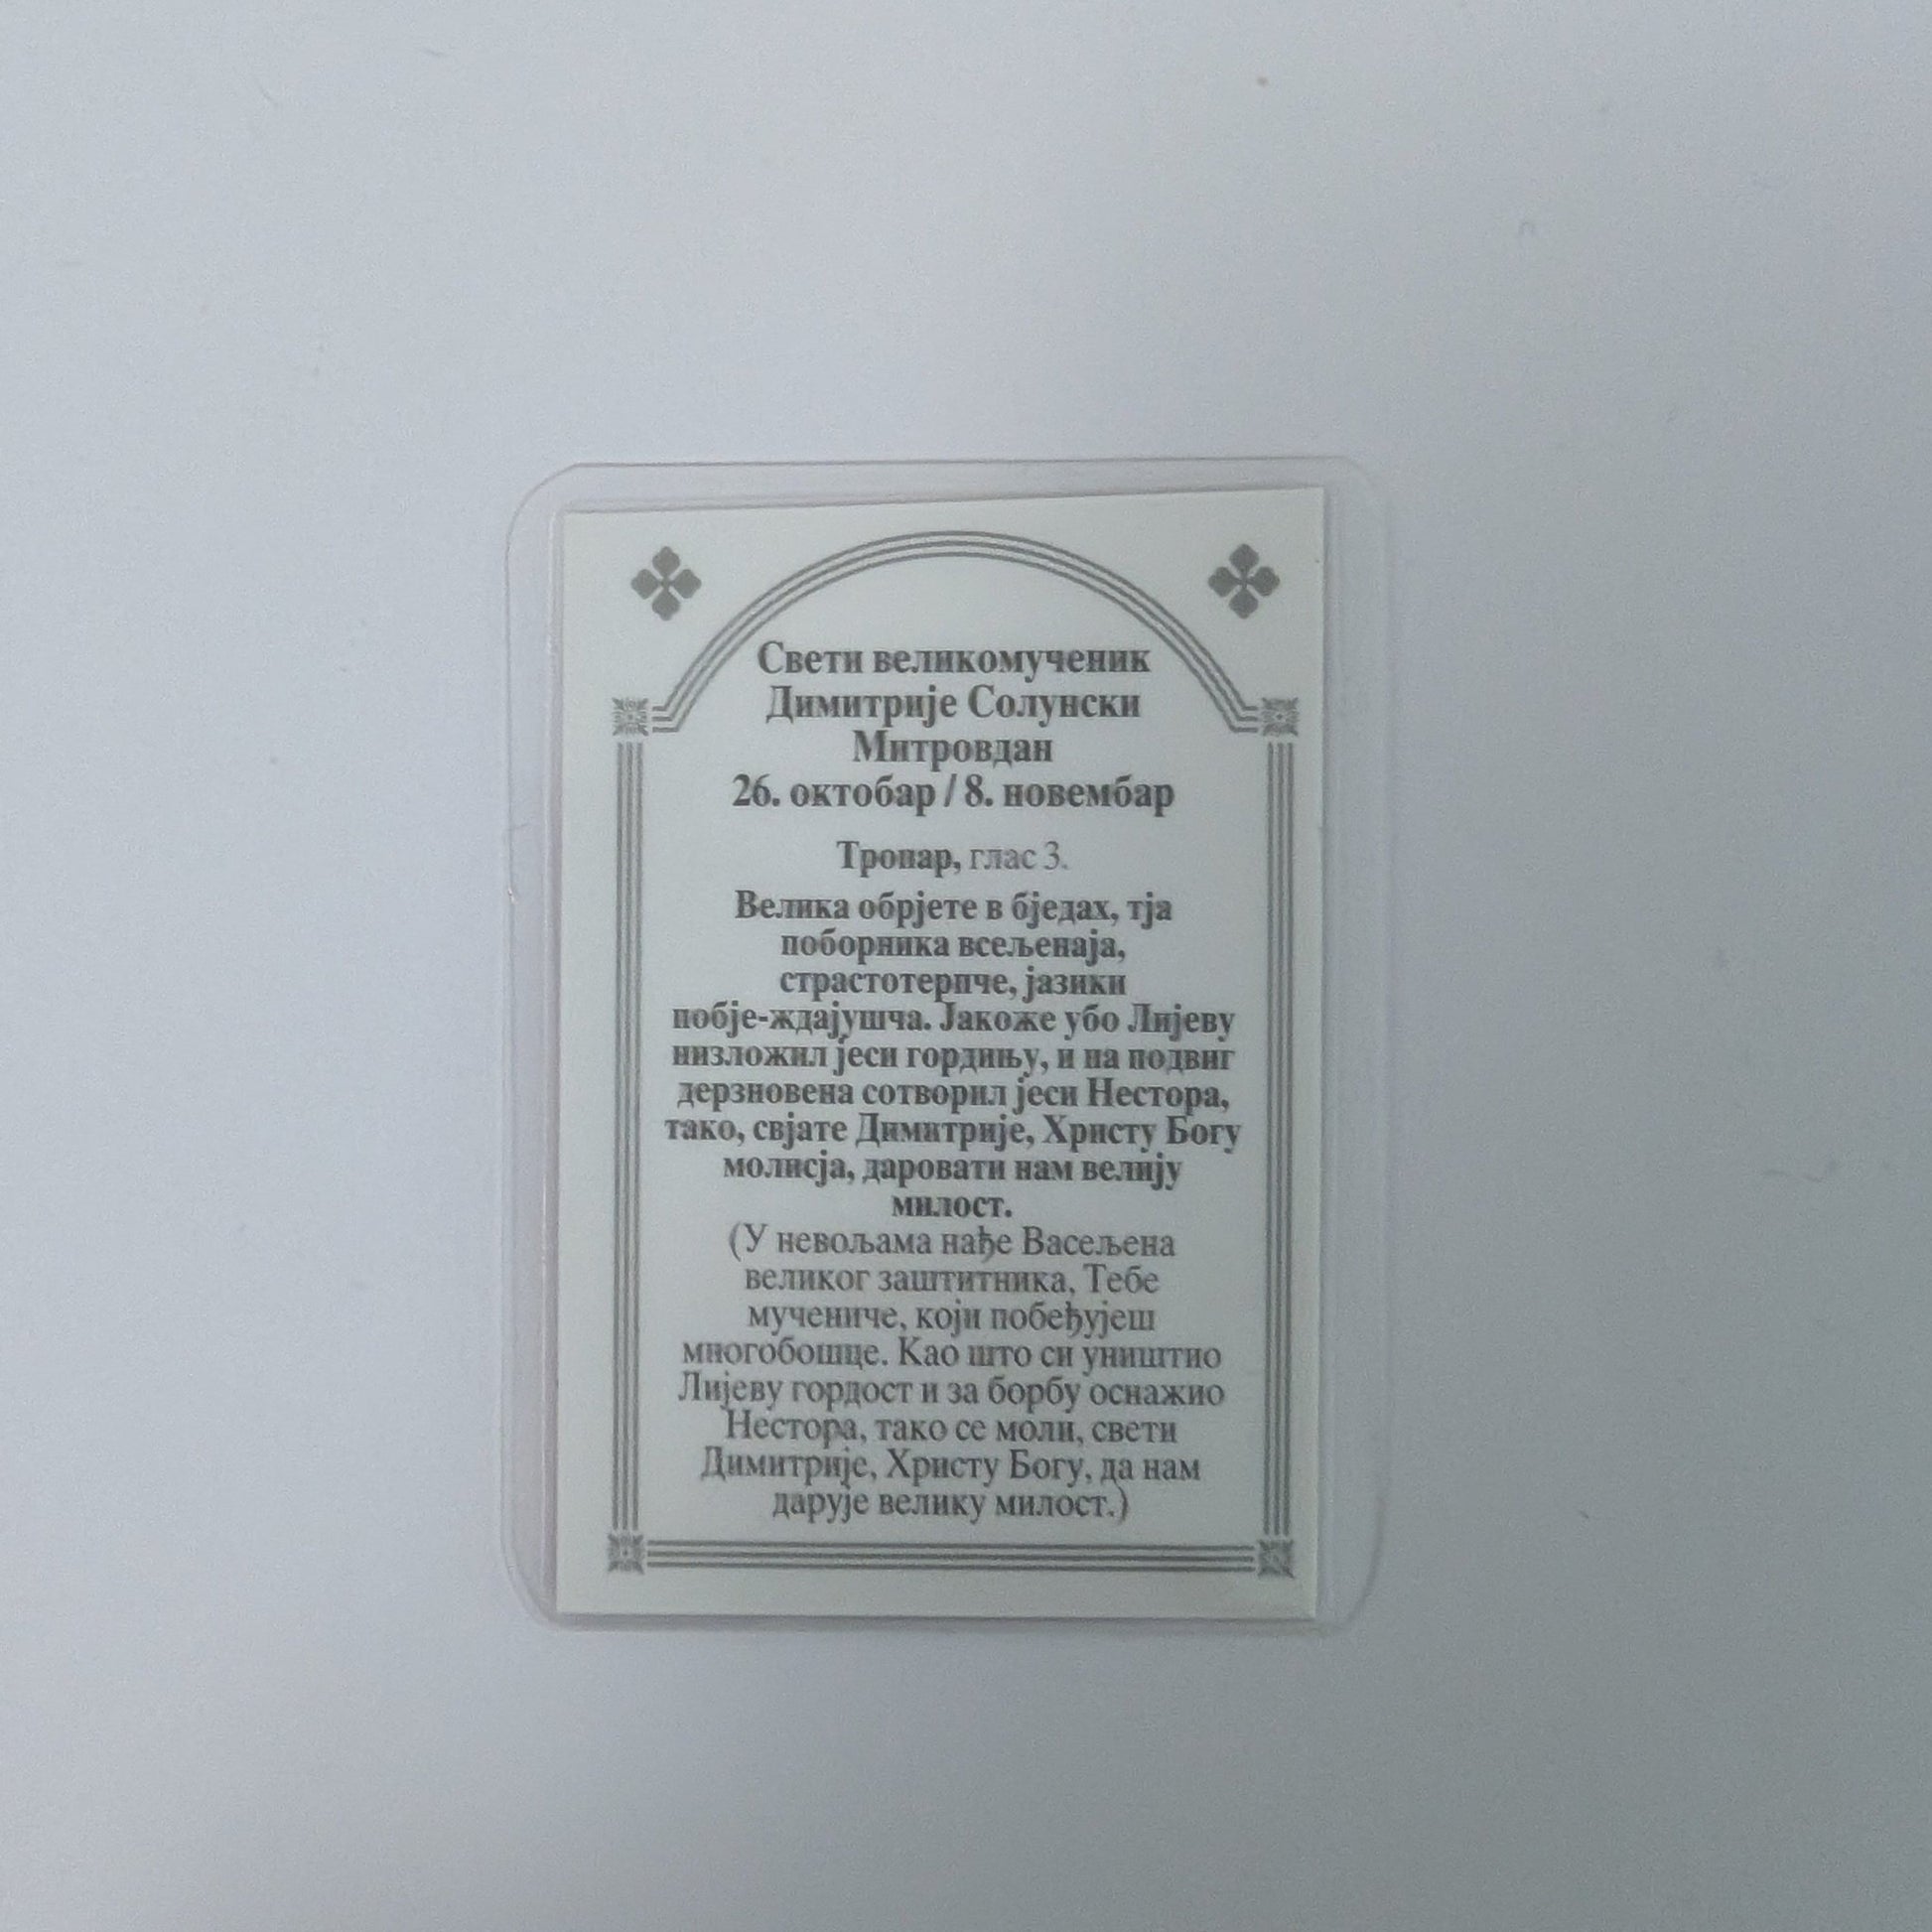 Свети великомученик
Димитрије Солунски
Митровдан
26. октобар / 8. новембар
Тропар, глас 3.
Велика обрјете в бједах, тја
поборника всељенаја,
страстотерпче, јазики
побје-ждајушча. Јакоже убо Лијеву
низложил јеси гордињу, и на подвиг
дерзновена сотворил јеси Нестора,
тако, свјате Димитрије, Христу Богу
молисја, даровати нам велију
милост.
(У невољама нађе Васељена
великог заштитника, Тебе
мучениче, који побеђујеш
многобошце. Као што си уништио
Лијеву гордост и за борбу оснажио
Нестора, тако се моли, свети
Димитрије, Христу Богу, да нам
дарује велику милост.)